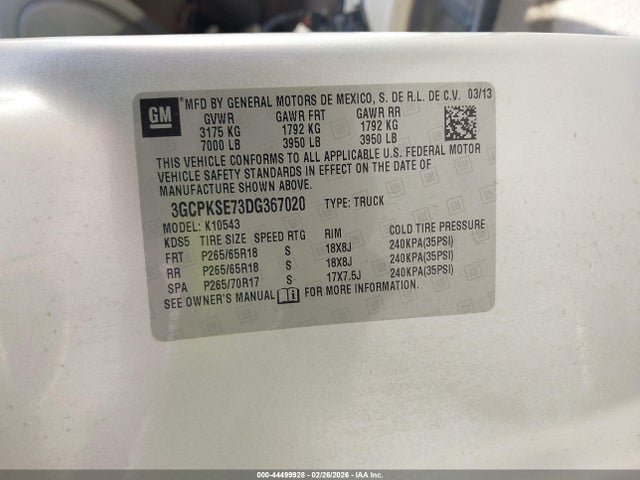 GM
MFD BY GENERAL MOTORS DE MEXICO, S. DE R.L. DE C.V. 03/13
GVWR GAWR FRT GAWR RR
3175 KG 1792 KG 1792 KG
7000 LB 3950 LB 3950 LB
THIS VEHICLE CONFORMS TO ALL APPLICABLE U.S. FEDERAL MOTOR
VEHICLE SAFETY STANDARDS IN EFFECT ON THE DATE OF
MANUFACTURE SHOWN ABOVE.
3GCPKSE73DG367020 TYPE: TRUCK
MODEL: K10543
KDS5 TIRE SIZE SPEED RTG RIM COLD TIRE PRESSURE
FRT P265/65R18 S 18X8J 240KPA(35PSI)
RR P265/65R18 S 18X8J 240KPA(35PSI)
SPA P265/70R17 S 17X7.5J 240KPA(35PSI)
SEE OWNER'S MANUAL FOR MORE INFORMATION.
000-44499928 - 02/26/2026 - IAAI.COM